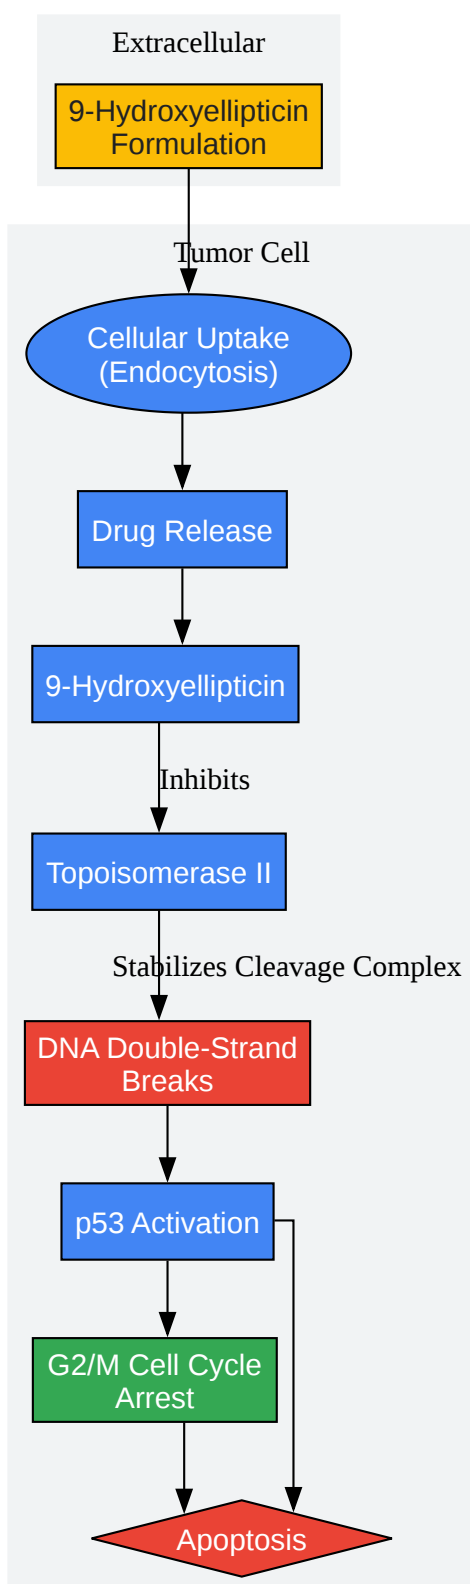 Extracellular
9-Hydroxyellipticin
Formulation
Tumor Cell
Cellular Uptake
(Endocytosis)
Drug Release
9-Hydroxyellipticin
Inhibits
Topoisomerase II
Stabilizes Cleavage Complex
DNA Double-Strand
Breaks
p53 Activation
G2/M Cell Cycle
Arrest
Apoptosis